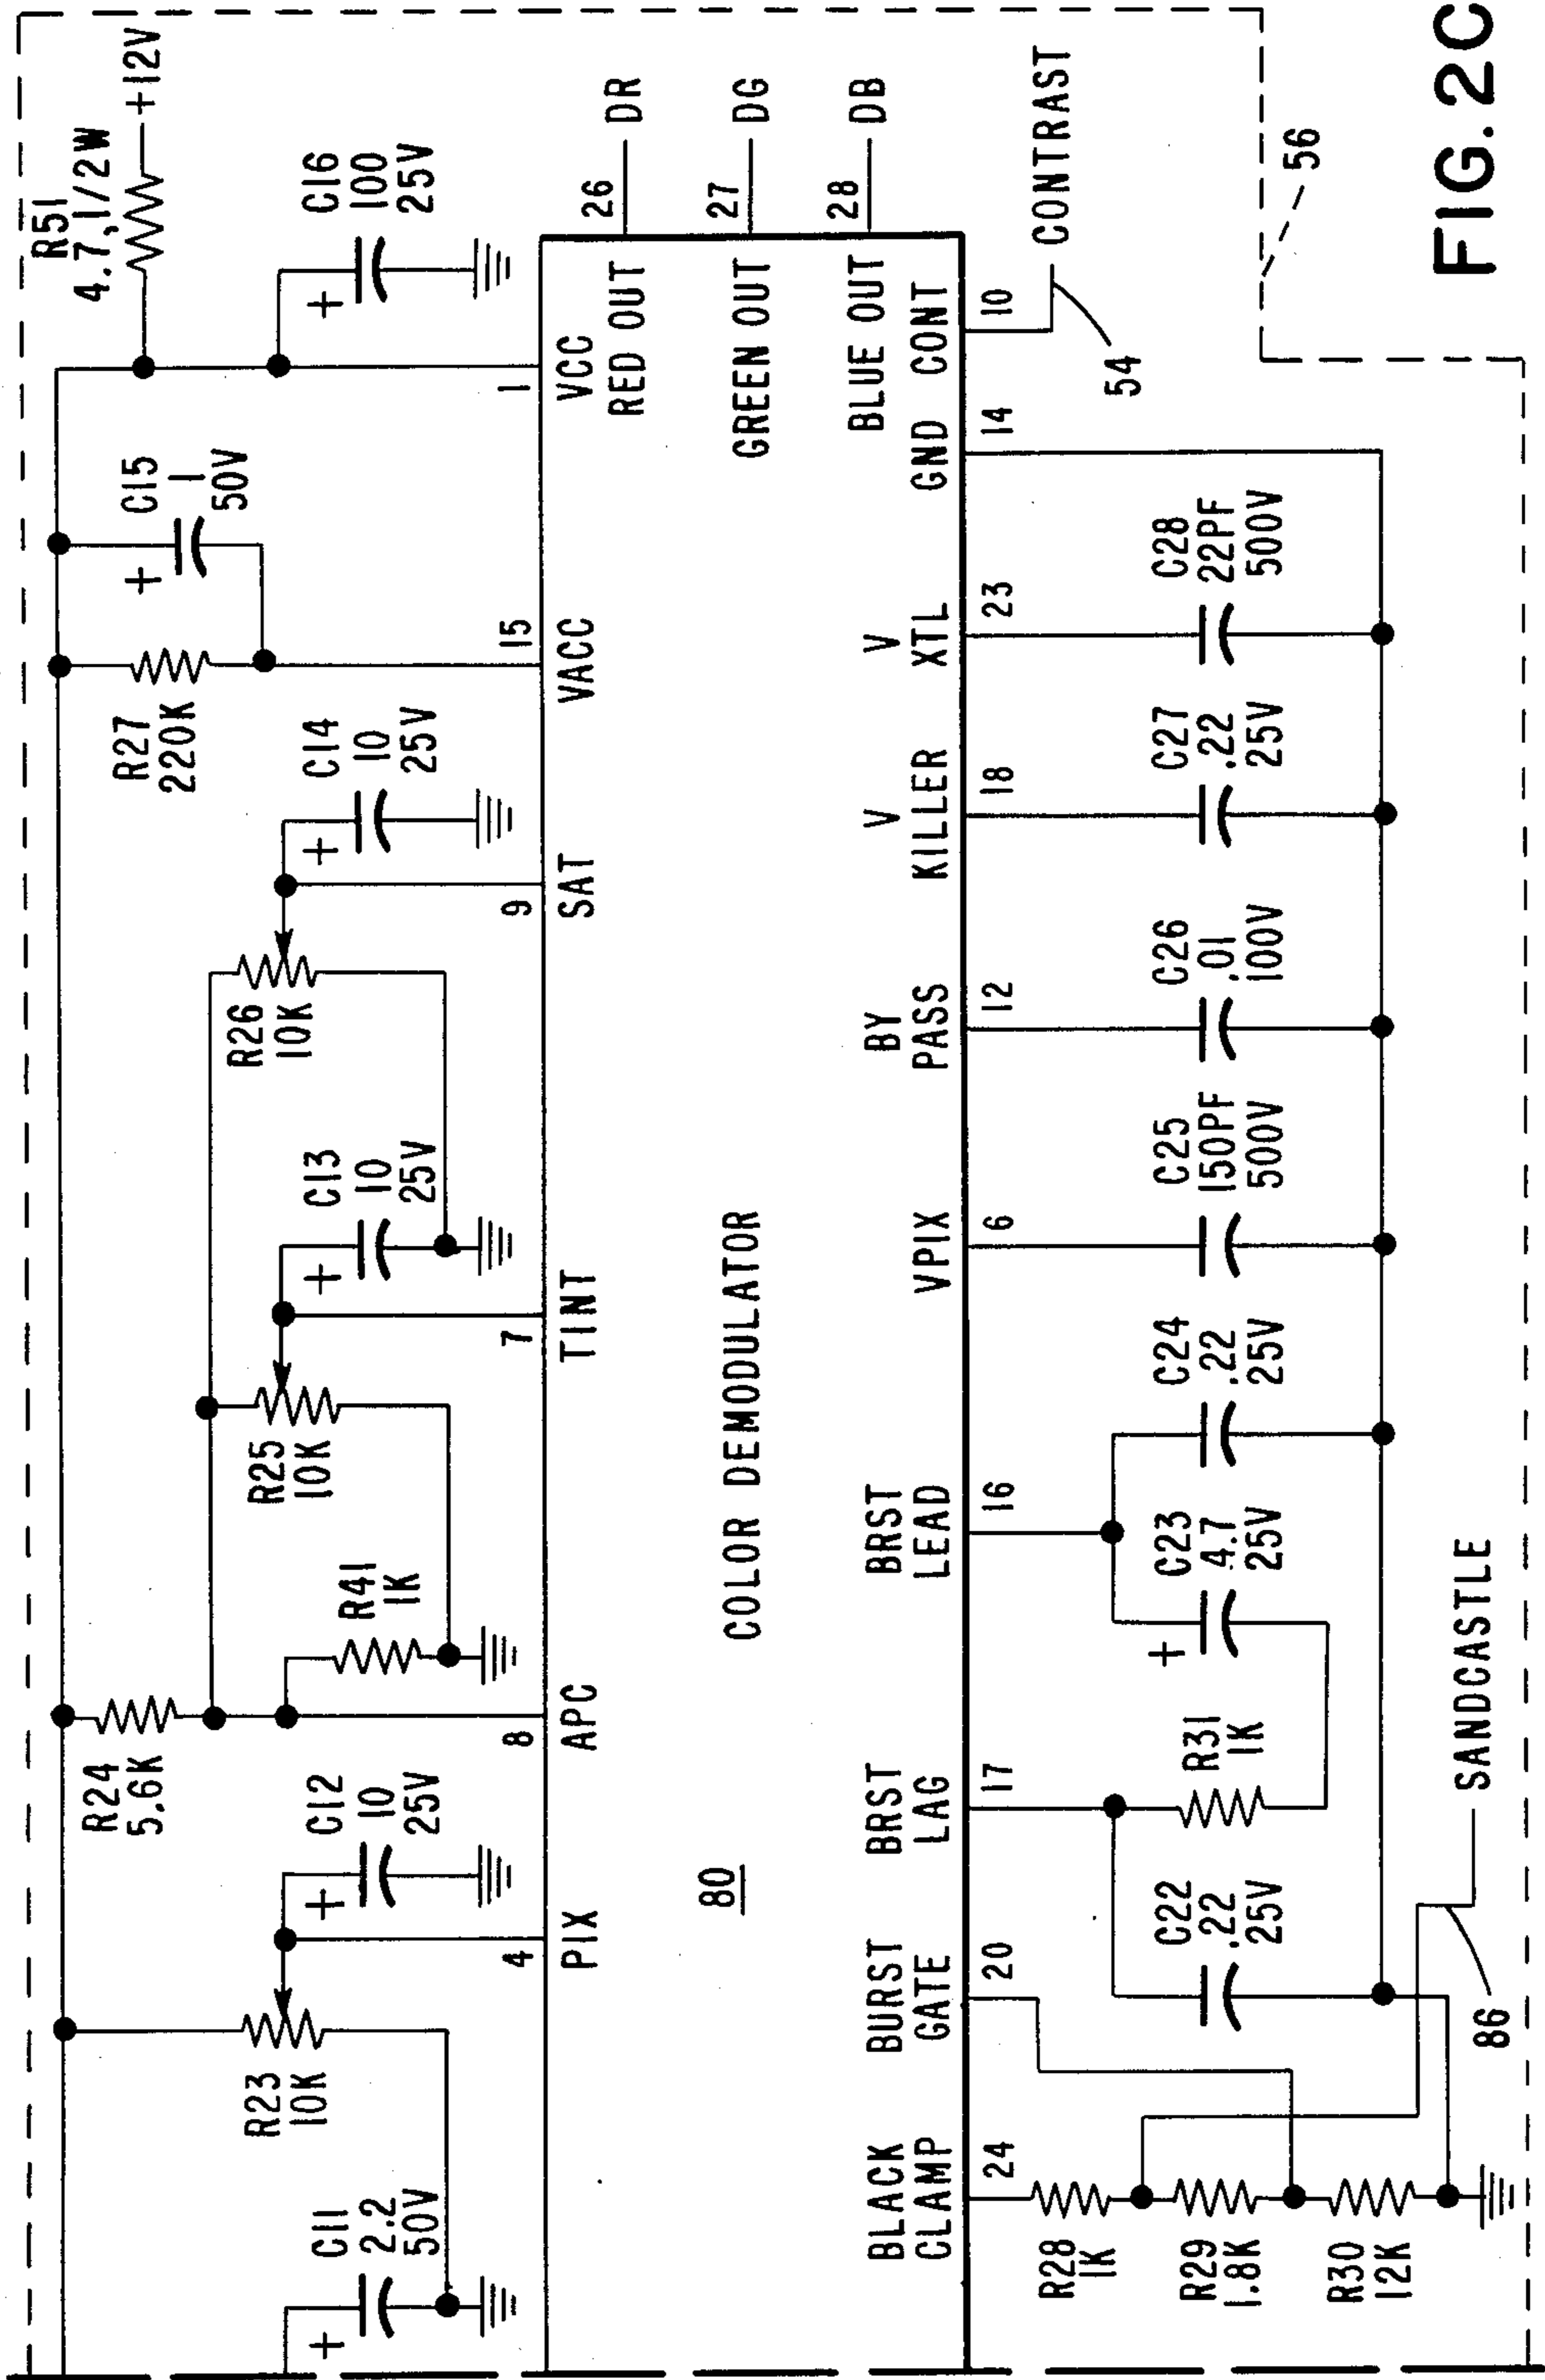 R51
4.7,1/2W
+12V
C16
100
25V
+
C15
1
50V
+
R27
220K
C14
10
25V
+
R26
10K
C13
10
25V
+
R25
10K
R41
1K
R24
5.6K
C12
10
25V
+
R23
10K
C11
2.2
50V
+
4
PIX
8
APC
7
TINT
9
SAT
15
VACC
1
VCC
RED OUT
26
DR
GREEN OUT
27
DG
BLUE OUT
28
DB
COLOR DEMODULATOR
80
BLACK
CLAMP
24
BURST
GATE
20
BRST
LAG
17
BRST
LEAD
16
VPIX
6
BY
PASS
12
V
KILLER
18
V
XTL
23
GND
14
CONT
10
CONTRAST
54
56
R28
1K
R29
1.8K
R30
12K
C22
.22
25V
R31
1K
C23
4.7
25V
+
C24
.22
25V
C25
150PF
500V
C26
.01
100V
C27
.22
25V
C28
22PF
500V
SANDCASTLE
86
FIG. 2C